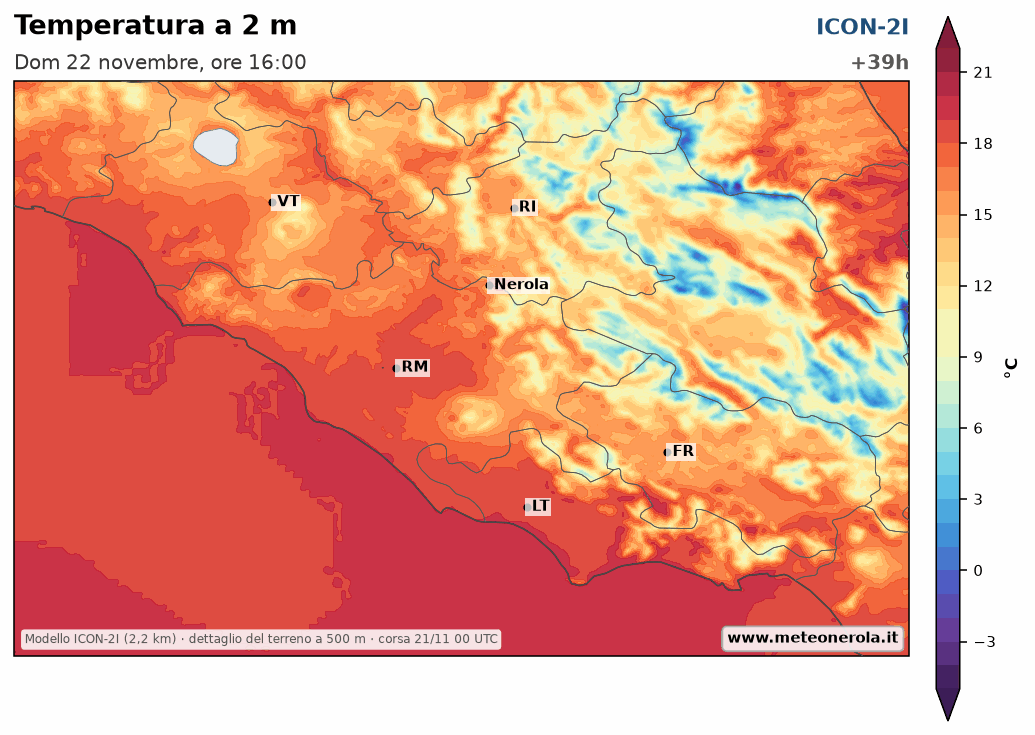 Temperatura a 2 m
ICON-2I
Dom 22 novembre, ore 16:00
+39h
VT
RI
Nerola
RM
FR
LT
21
18
15
12
9
6
3
0
−3
°C
Modello ICON-2I (2,2 km) · dettaglio del terreno a 500 m · corsa 21/11 00 UTC
www.meteonerola.it